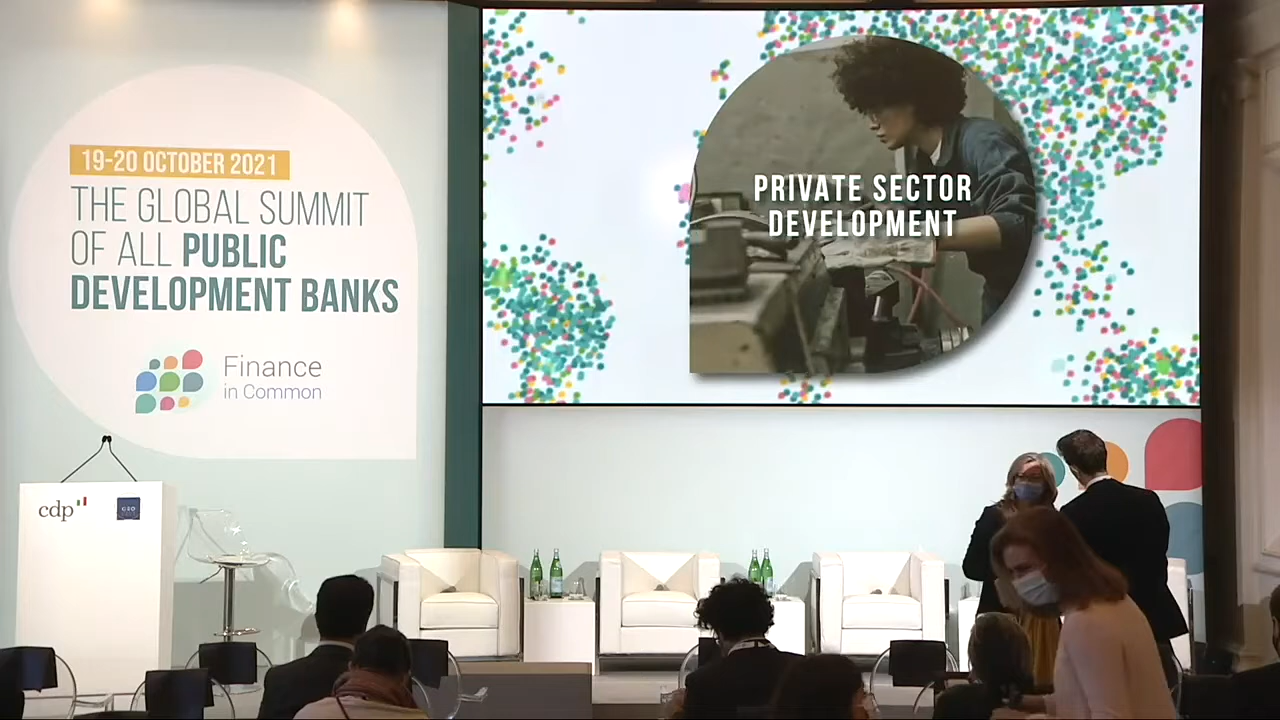 19-20 OCTOBER 2021
THE GLOBAL SUMMIT
OF ALL PUBLIC
DEVELOPMENT BANKS
Finance
in Common
PRIVATE SECTOR
DEVELOPMENT
cdp
G20